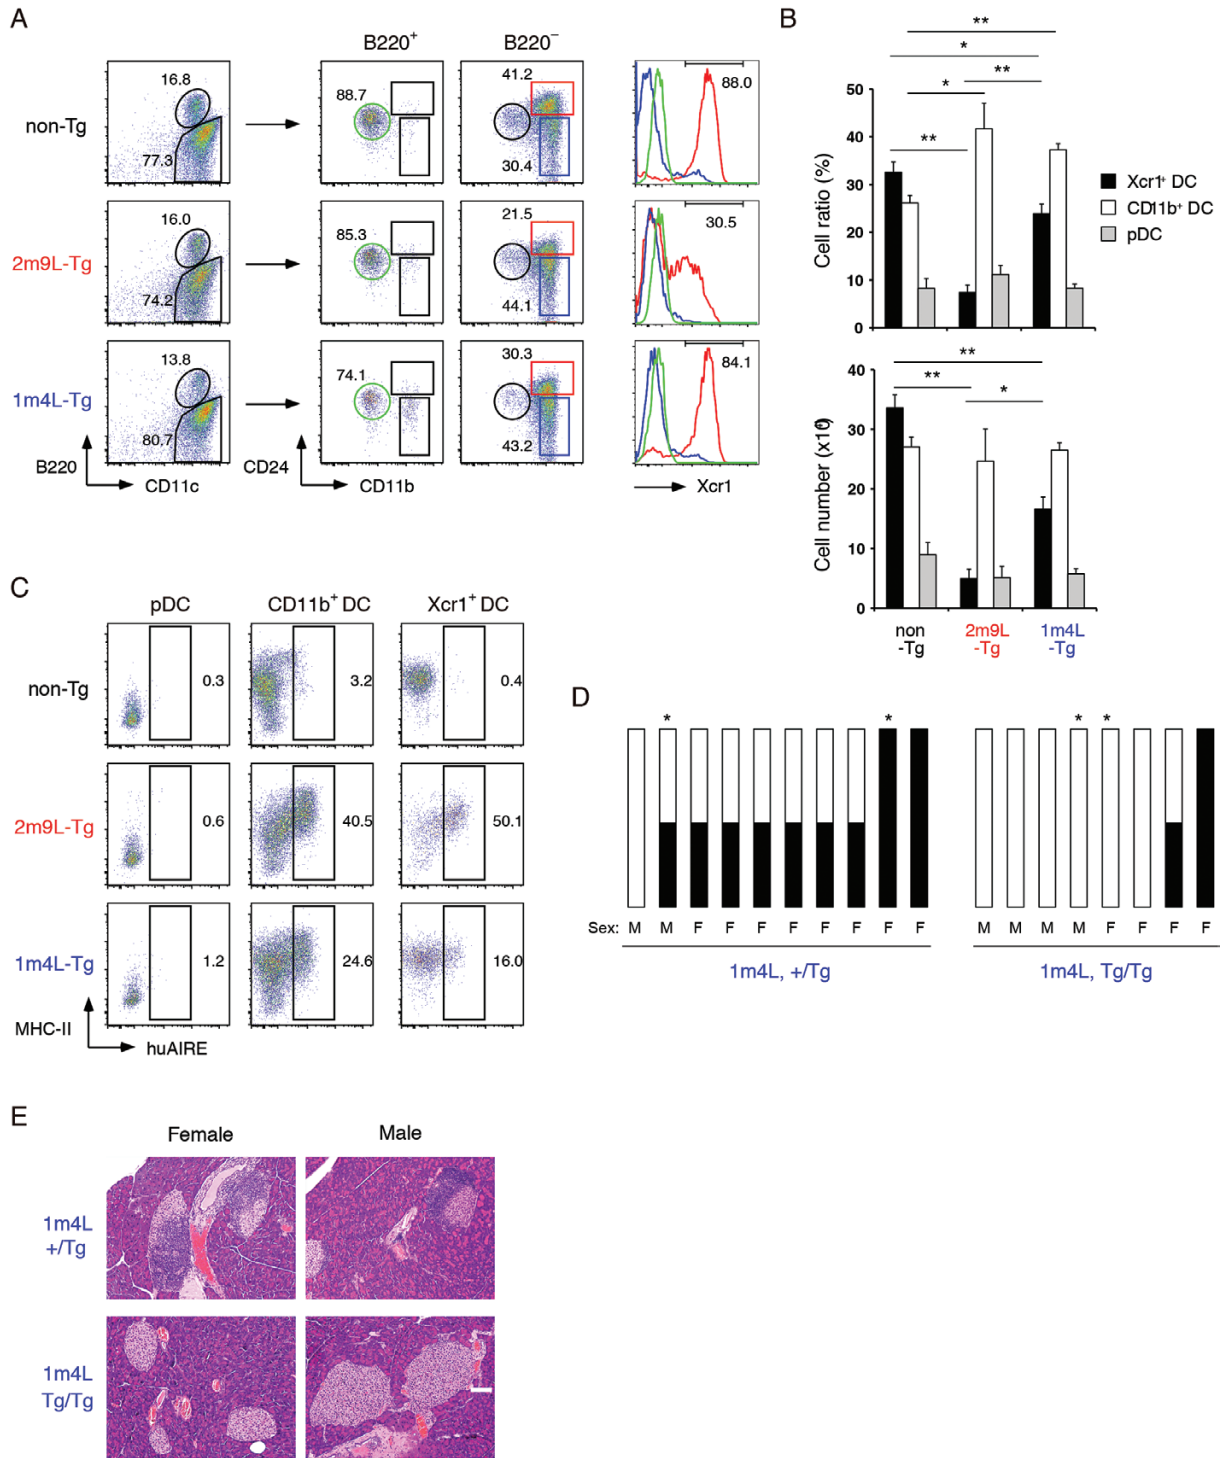 A
B220⁺ B220⁻
non-Tg
16.8
77.3
88.7
41.2
30.4
88.0
2m9L-Tg
16.0
74.2
85.3
21.5
44.1
30.5
1m4L-Tg
13.8
80.7
74.1
30.3
43.2
84.1
B220
CD11c
CD24
CD11b
Xcr1
B
**
*
**
*
**
Cell ratio (%)
50
40
30
20
10
0
Xcr1⁺ DC
CD11b⁺ DC
pDC
**
**
*
Cell number (x10⁴)
40
30
20
10
0
non -Tg
2m9L -Tg
1m4L -Tg
C
pDC CD11b⁺ DC Xcr1⁺ DC
non-Tg
0.3
3.2
0.4
2m9L-Tg
0.6
40.5
50.1
1m4L-Tg
1.2
24.6
16.0
MHC-II
huAIRE
D
* * * *
Sex: M M F F F F F F F F M M M M F F F F
1m4L, +/Tg 1m4L, Tg/Tg
E
Female Male
1m4L
+/Tg
1m4L
Tg/Tg